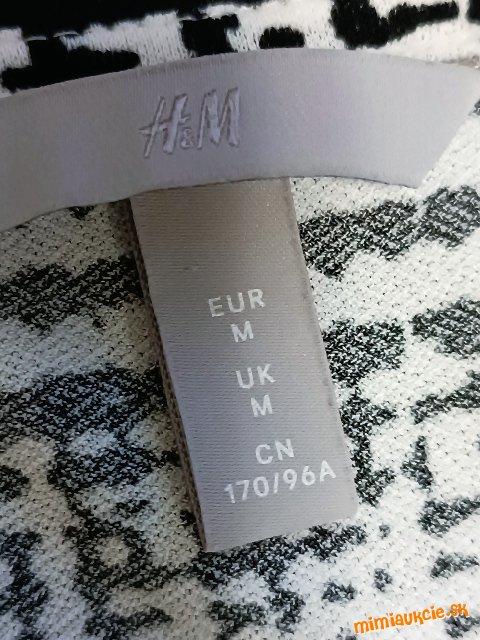 H&M
EUR
M
UK
M
CN
170/96A
mimiaukcie.sk